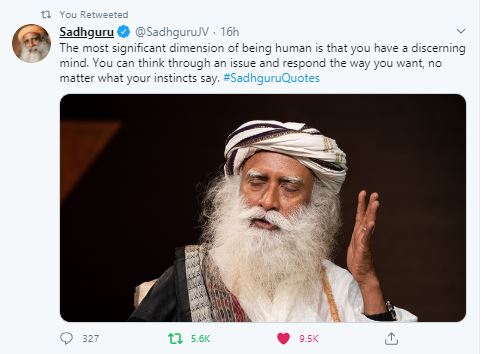 You Retweeted
Sadhguru @SadhguruJV · 16h
The most significant dimension of being human is that you have a discerning
mind. You can think through an issue and respond the way you want, no
matter what your instincts say. #SadhguruQuotes
327 5.6K 9.5K